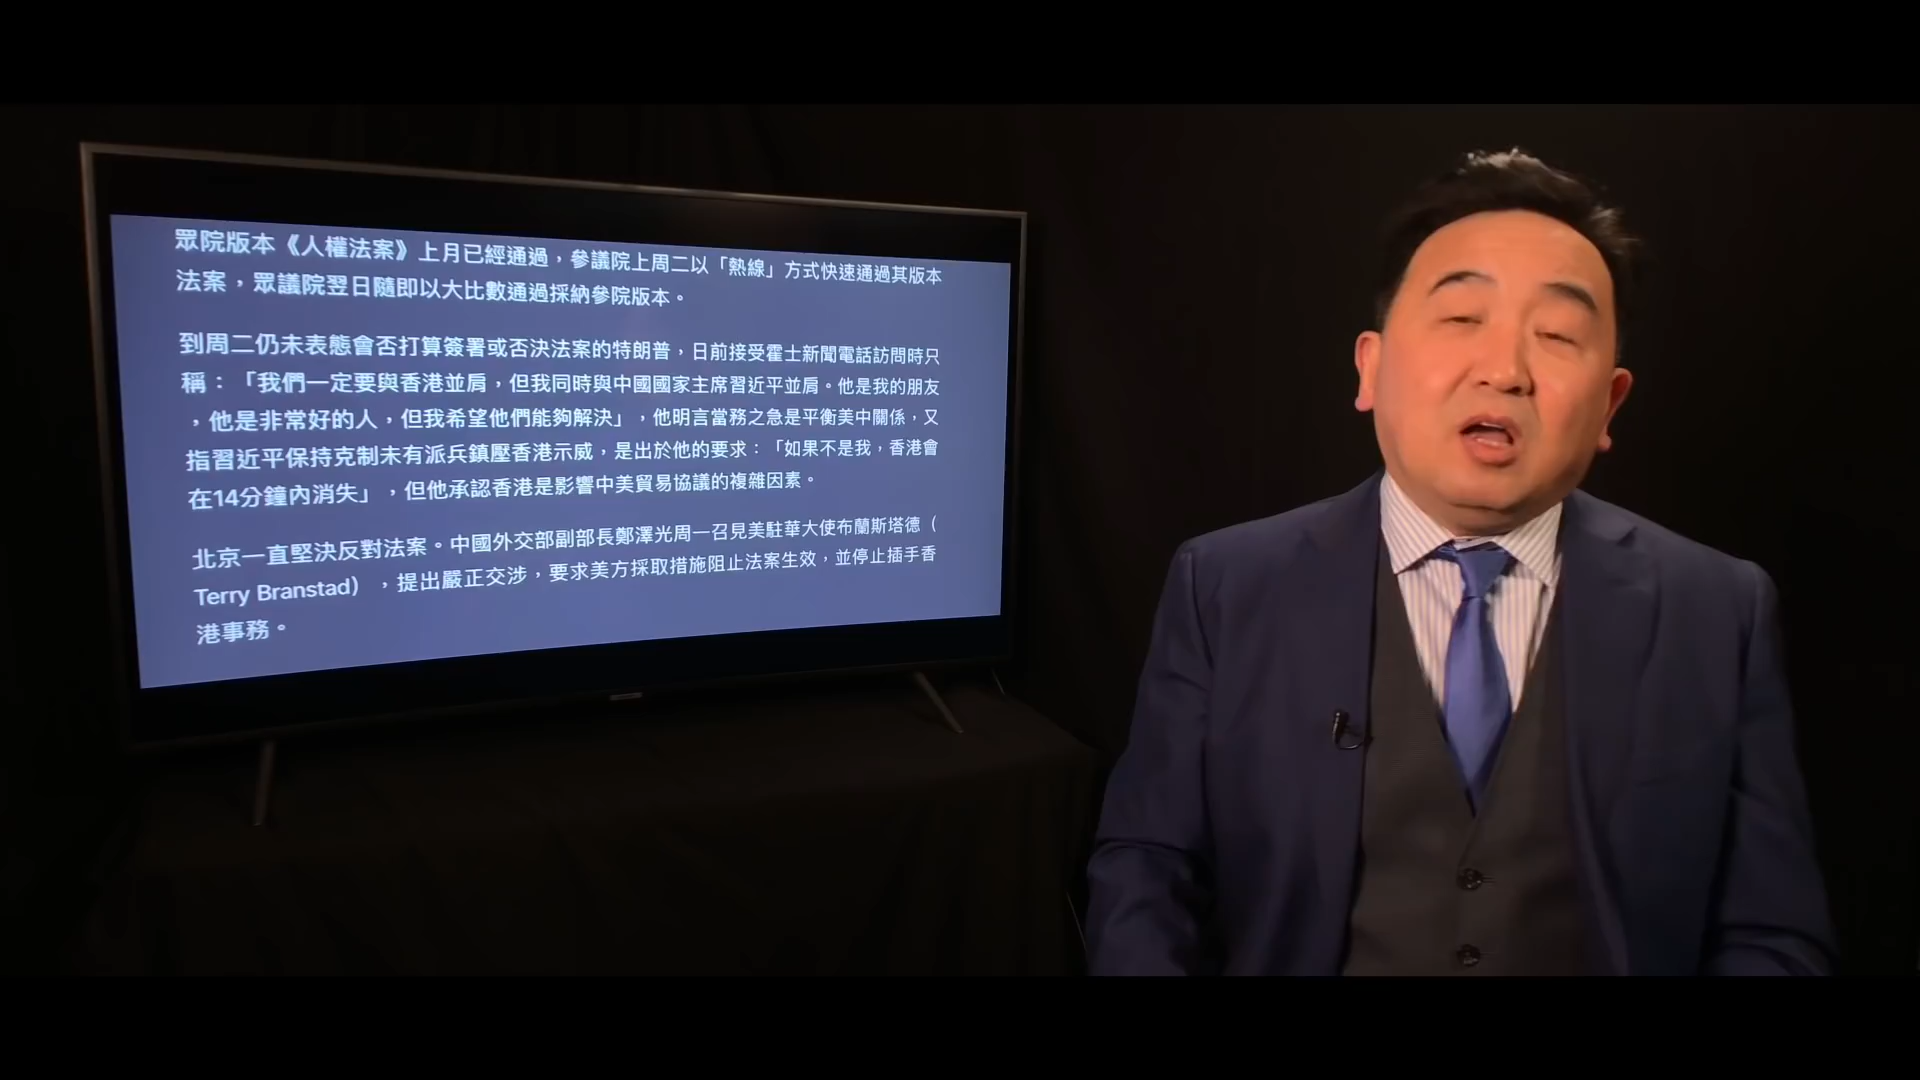 眾院版本《人權法案》上月已經通過，參議院上周二以「熱線」方式快速通過其版本
法案，眾議院翌日隨即以大比數通過採納參院版本。
到周二仍未表態會否打算簽署或否決法案的特朗普，日前接受霍士新聞電話訪問時只
稱：「我們一定要與香港並肩，但我同時與中國國家主席習近平並肩。他是我的朋友
，他是非常好的人，但我希望他們能夠解決」，他明言當務之急是平衡美中關係，又
指習近平保持克制未有派兵鎮壓香港示威，是出於他的要求：「如果不是我，香港會
在14分鐘內消失」，但他承認香港是影響中美貿易協議的複雜因素。
北京一直堅決反對法案。中國外交部副部長鄭澤光周一召見美駐華大使布蘭斯塔德（
Terry Branstad），提出嚴正交涉，要求美方採取措施阻止法案生效，並停止插手香
港事務。